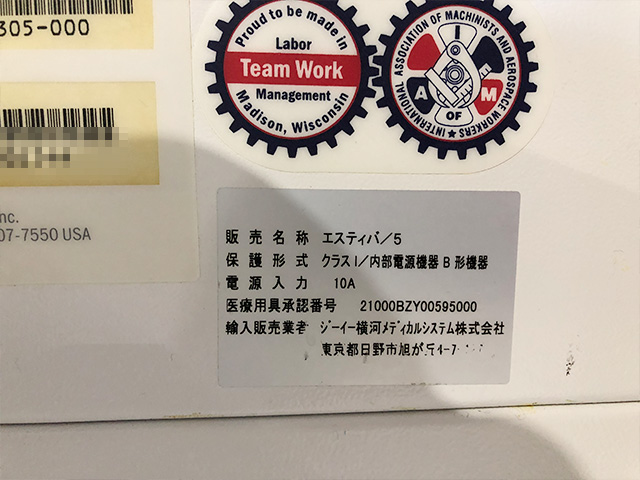 305-000
Proudly to be made in
Labor
Team Work
Management
Madison, Wisconsin
INTERNATIONAL ASSOCIATION OF MACHINISTS AND AEROSPACE WORKERS
I
A M
OF
nc.
07-7550 USA
販売名称 エスティバ/5
保護形式 クラスⅠ/内部電源機器 B 形機器
電源入力 10A
医療用具承認番号 21000BZY00595000
輸入販売業者 ジーイー横河メディカルシステム株式会社
東京都日野市旭が丘4-7-